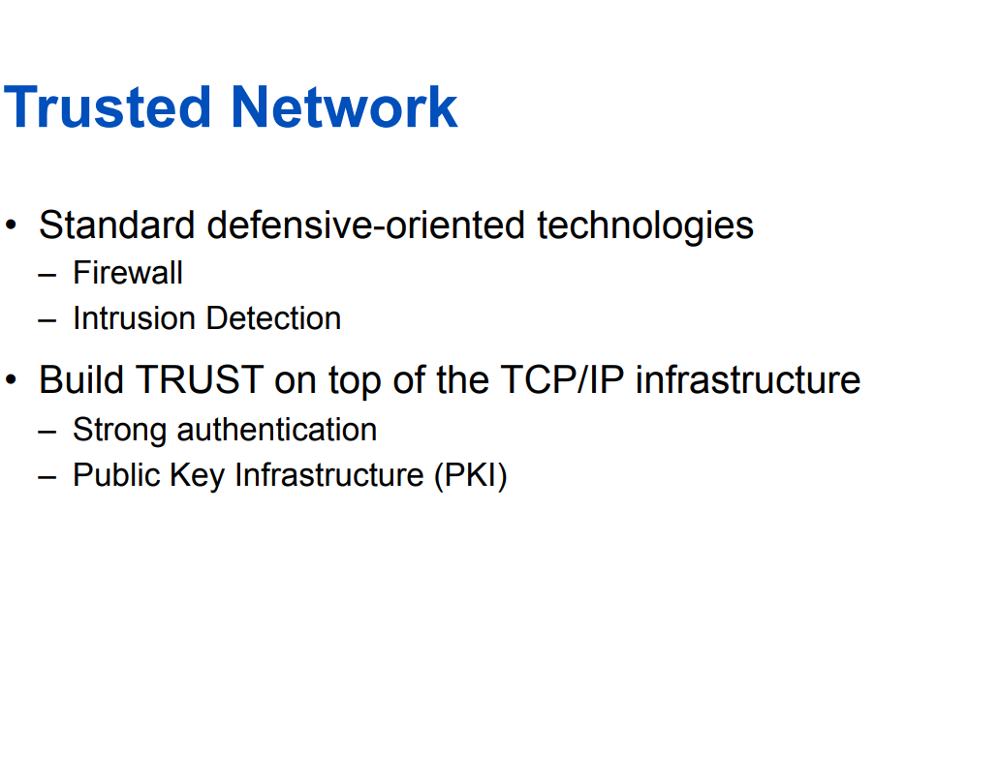 Trusted Network
• Standard defensive-oriented technologies
– Firewall
– Intrusion Detection
• Build TRUST on top of the TCP/IP infrastructure
– Strong authentication
– Public Key Infrastructure (PKI)